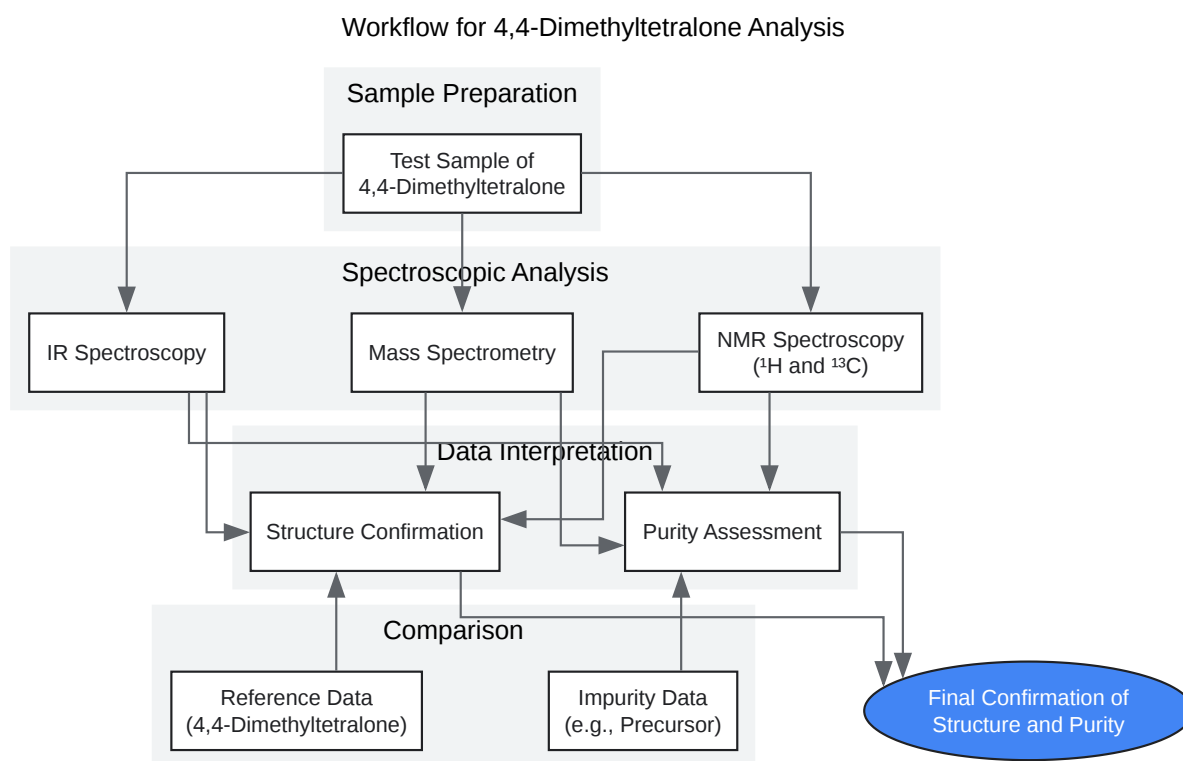 Workflow for 4,4-Dimethyltetralone Analysis
Sample Preparation
Test Sample of
4,4-Dimethyltetralone
Spectroscopic Analysis
IR Spectroscopy
Mass Spectrometry
NMR Spectroscopy
(¹H and ¹³C)
Data Interpretation
Structure Confirmation
Purity Assessment
Comparison
Reference Data
(4,4-Dimethyltetralone)
Impurity Data
(e.g., Precursor)
Final Confirmation of
Structure and Purity